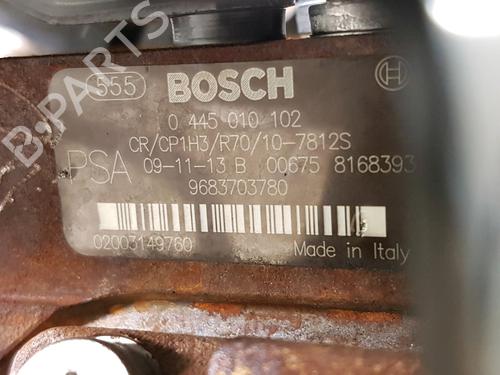 555 BOSCH
0 445 010 102
CR/CP1H3/R70/10-7812S
PSA 09-11-13 B 00675 8168393
9683703780
02003149760 Made in Italy
B-Parts